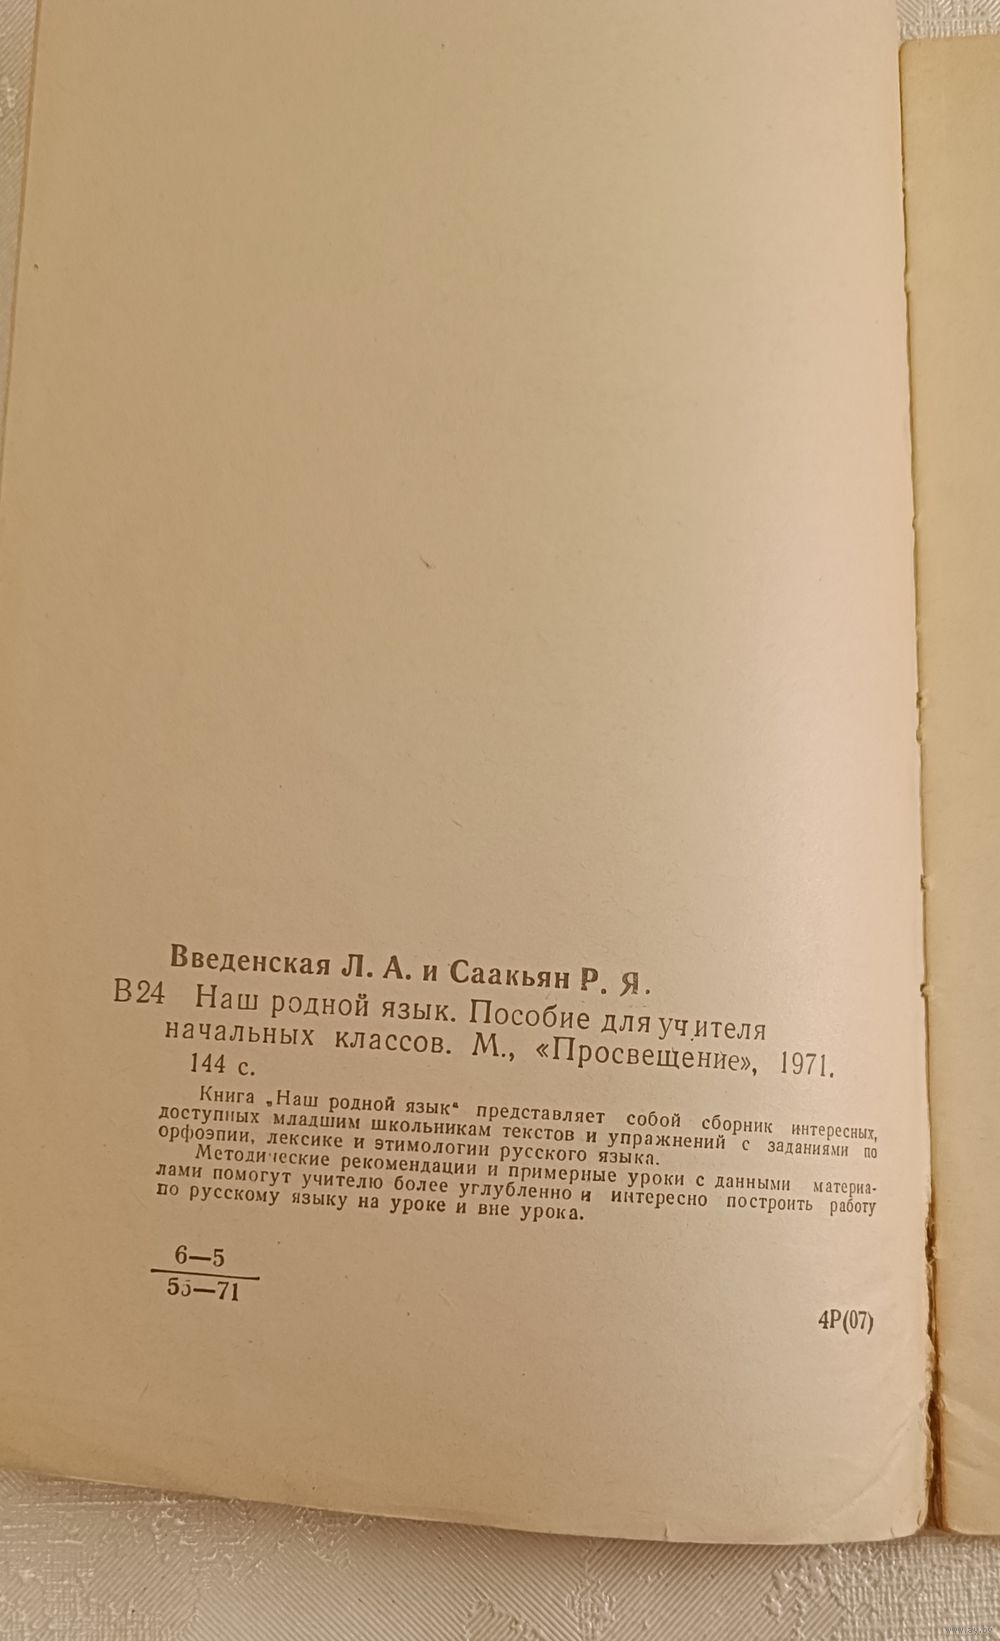 Введенская Л. А. и Саакьян Р. Я.
В24 Наш родной язык. Пособие для учителя
начальных классов. М., «Просвещение», 1971.
144 с.
Книга „Наш родной язык“ представляет собой сборник интересных,
доступных младшим школьникам текстов и упражнений с заданиями по
орфоэпии, лексике и этимологии русского языка.
Методические рекомендации и примерные уроки с данными материа-
лами помогут учителю более углубленно и интересно построить работу
по русскому языку на уроке и вне урока.
6—5
55—71
4Р(07)